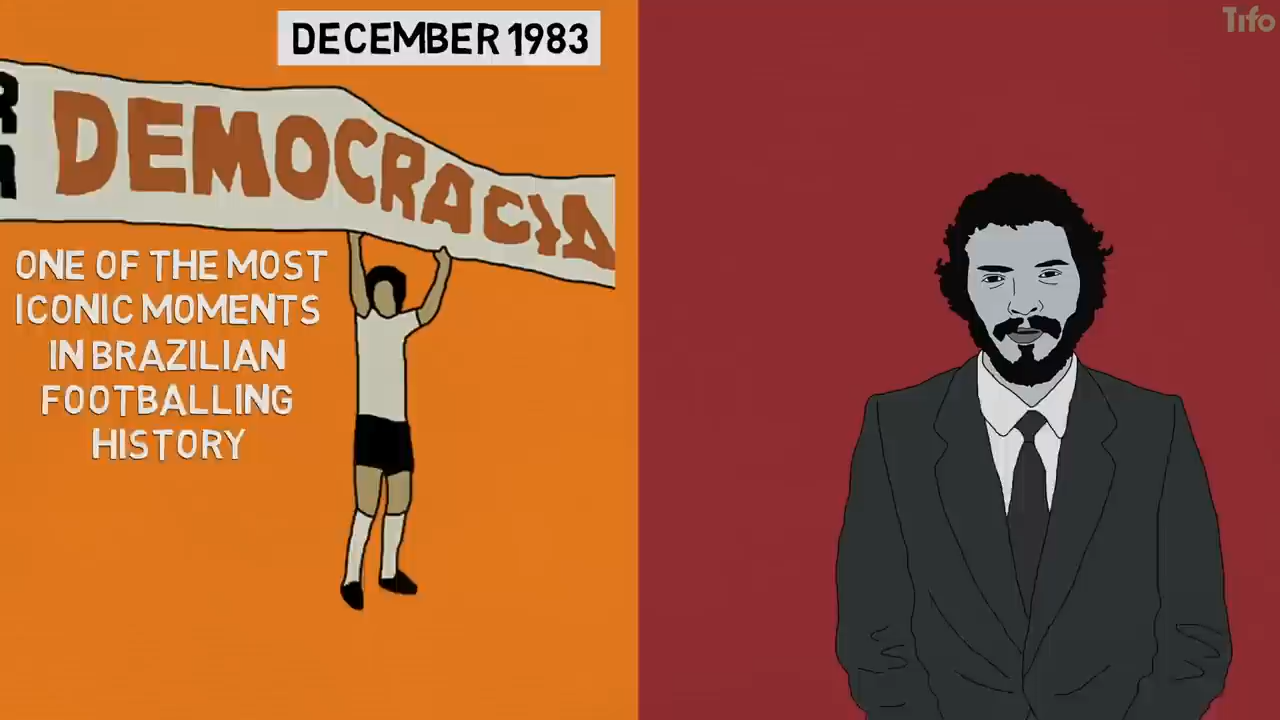 DECEMBER 1983
Tifo
DEMOCRACIA
ONE OF THE MOST
ICONIC MOMENTS
IN BRAZILIAN
FOOTBALLING
HISTORY